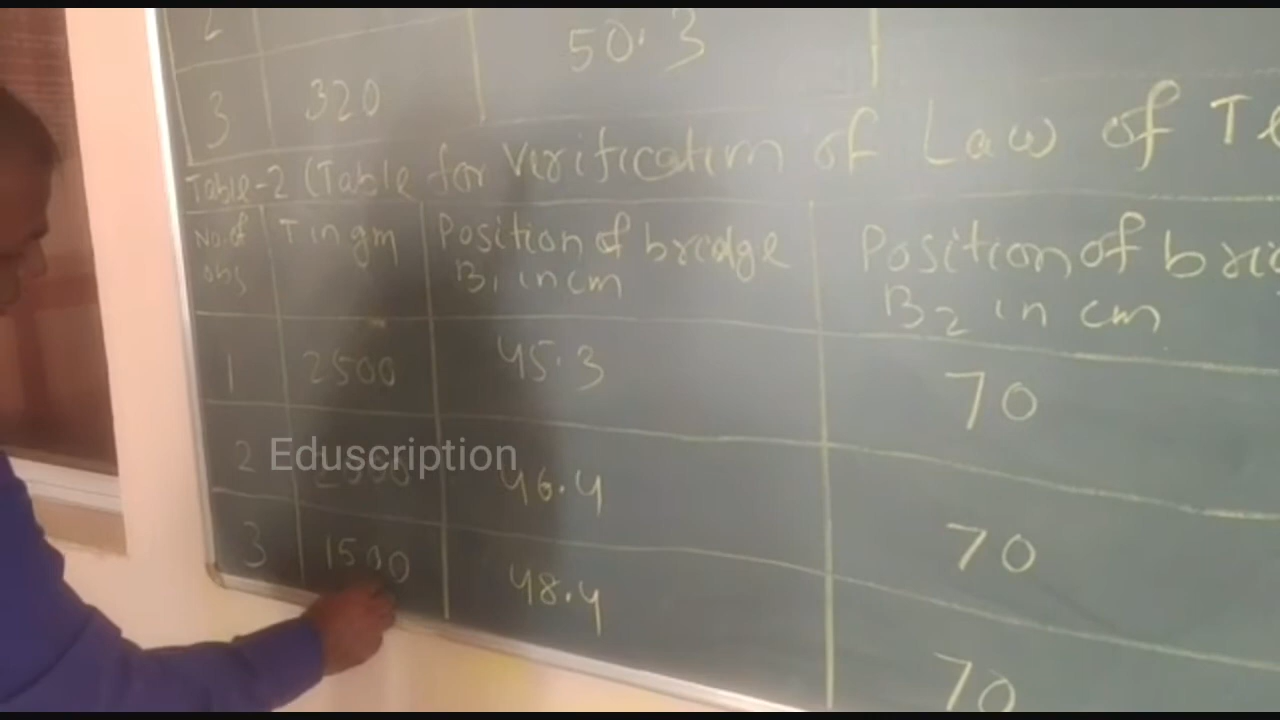 2 50.3
3 320
Table-2 (Table for Verification of Law of
No. of obs T in gm Position of bridge B1 in cm Position of B2 in cm
1 2500 45.3 70
2 46.4 70
3 1500 48.4 70
Eduscription